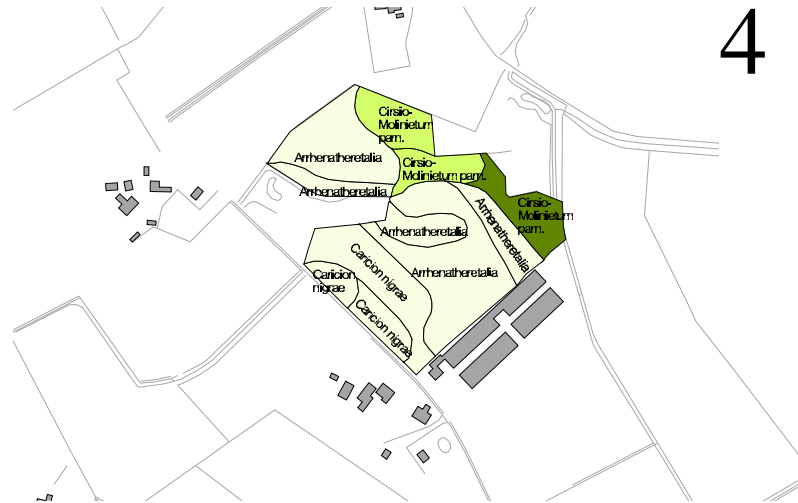 4
Cirsio-
Molinietum
parn.
Arrhenatheretalia
Cirsio-
Molinietum parn.
Arrhenatheretalia
Cirsio-
Molinietum
parn.
Arrhenatheretalia
Arrhenatheretalia
Caricion nigrae
Arrhenatheretalia
Cariicion
nigrae
Caricion nigrae